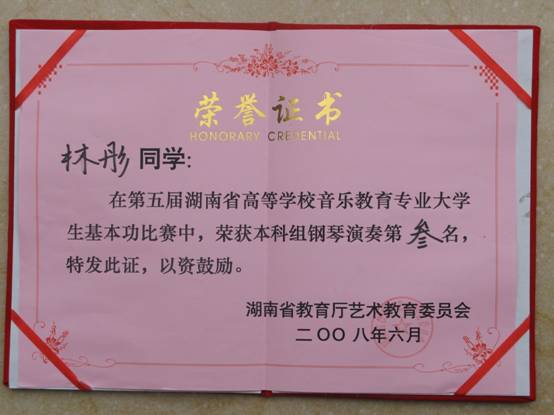 荣誉证书
HONORARY CREDENTIAL
林彤同学:
在第五届湖南省高等学校音乐教育专业大学
生基本功比赛中，荣获本科组钢琴演奏第叁名，
特发此证，以资鼓励。
湖南省教育厅艺术教育委员会
二〇〇八年六月